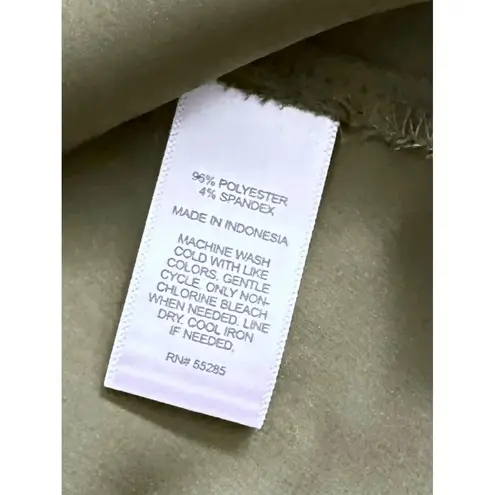 96% POLYESTER
4% SPANDEX
MADE IN INDONESIA
MACHINE WASH
COLD WITH LIKE
COLORS, GENTLE
CYCLE. ONLY NON-
CHLORINE BLEACH
WHEN NEEDED. LINE
DRY. COOL IRON
IF NEEDED.
RN# 55285